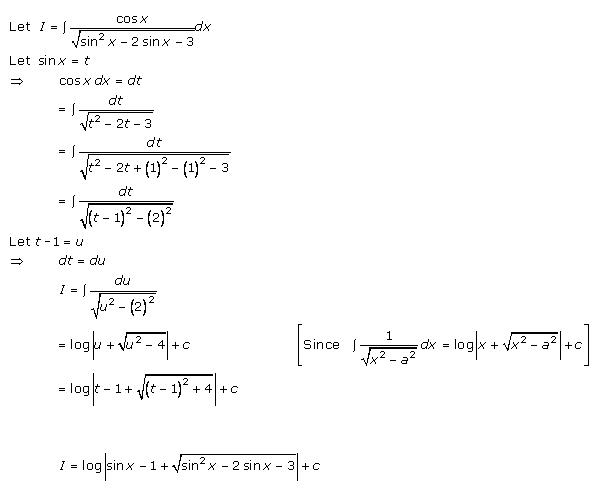 Let I = ∫ cos x / √(sin² x − 2 sin x − 3) dx
Let sin x = t
⇒ cos x dx = dt
= ∫ dt / √(t² − 2t − 3)
= ∫ dt / √(t² − 2t + (1)² − (1)² − 3)
= ∫ dt / √((t − 1)² − (2)²)
Let t − 1 = u
⇒ dt = du
I = ∫ du / √(u² − (2)²)
= log|u + √(u² − 4)| + c [Since ∫ 1 / √(x² − a²) dx = log|x + √(x² − a²)| + c]
= log|t − 1 + √((t − 1)² + 4)| + c
I = log|sin x − 1 + √(sin² x − 2 sin x − 3)| + c